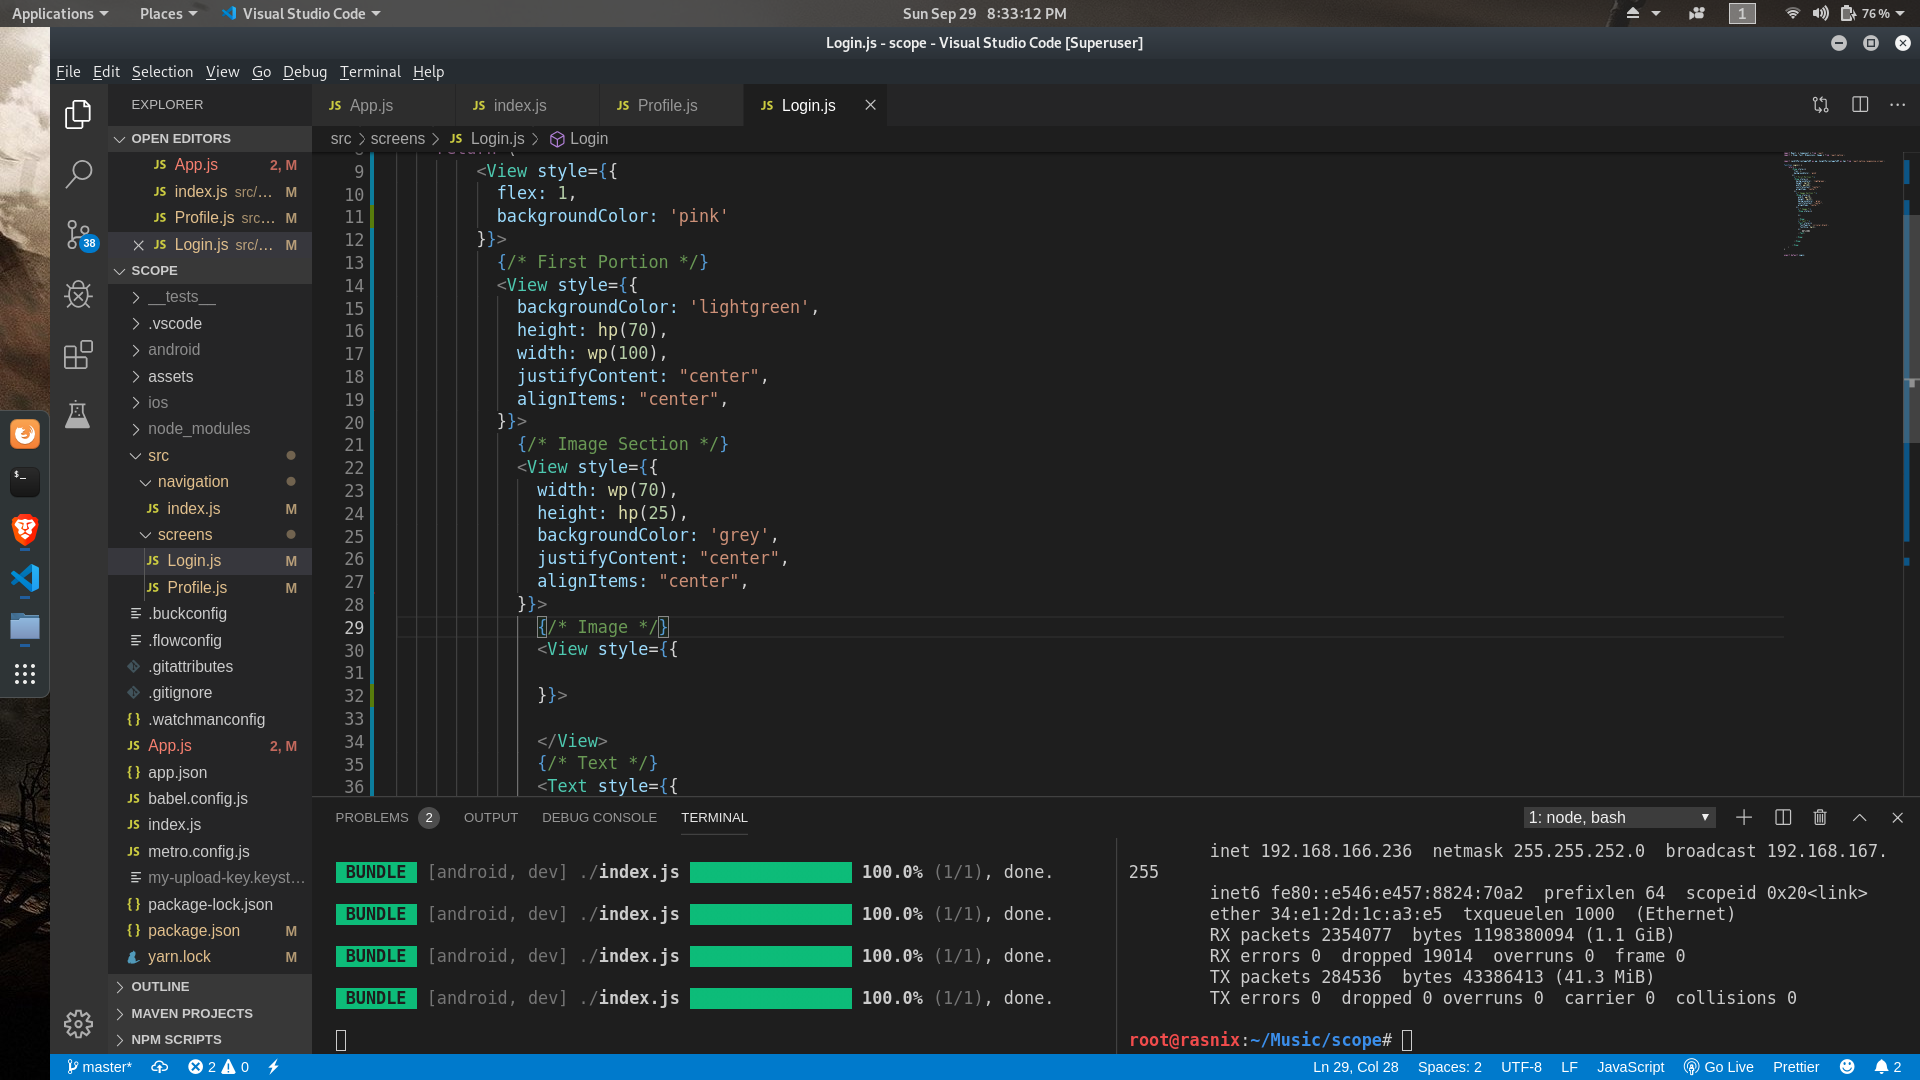 Applications Places Visual Studio Code Sun Sep 29 8:33:12 PM 1 76 %
Login.js - scope - Visual Studio Code [Superuser]
File Edit Selection View Go Debug Terminal Help
EXPLORER
OPEN EDITORS
JS App.js 2, M
JS index.js src/... M
JS Profile.js src... M
JS Login.js src/... M
SCOPE
__tests__
.vscode
android
assets
ios
node_modules
src
navigation
JS index.js M
screens
JS Login.js M
JS Profile.js M
.buckconfig
.flowconfig
.gitattributes
.gitignore
{} .watchmanconfig
JS App.js 2, M
{} app.json
JS babel.config.js
JS index.js
JS metro.config.js
my-upload-key.keyst...
{} package-lock.json
{} package.json M
yarn.lock M
OUTLINE
MAVEN PROJECTS
NPM SCRIPTS
38
JS App.js JS index.js JS Profile.js JS Login.js
src screens JS Login.js Login
8 return (
9 <View style={{
10 flex: 1,
11 backgroundColor: 'pink'
12 }}>
13 {/* First Portion */}
14 <View style={{
15 backgroundColor: 'lightgreen',
16 height: hp(70),
17 width: wp(100),
18 justifyContent: "center",
19 alignItems: "center",
20 }}>
21 {/* Image Section */}
22 <View style={{
23 width: wp(70),
24 height: hp(25),
25 backgroundColor: 'grey',
26 justifyContent: "center",
27 alignItems: "center",
28 }}>
29 {/* Image */}
30 <View style={{
31
32 }}>
33
34 </View>
35 {/* Text */}
36 <Text style={{
PROBLEMS 2 OUTPUT DEBUG CONSOLE TERMINAL 1: node, bash
BUNDLE [android, dev] ./index.js 100.0% (1/1), done.
BUNDLE [android, dev] ./index.js 100.0% (1/1), done.
BUNDLE [android, dev] ./index.js 100.0% (1/1), done.
BUNDLE [android, dev] ./index.js 100.0% (1/1), done.
inet 192.168.166.236 netmask 255.255.252.0 broadcast 192.168.167.
255
inet6 fe80::e546:e457:8824:70a2 prefixlen 64 scopeid 0x20<link>
ether 34:e1:2d:1c:a3:e5 txqueuelen 1000 (Ethernet)
RX packets 2354077 bytes 1198380094 (1.1 GiB)
RX errors 0 dropped 19014 overruns 0 frame 0
TX packets 284536 bytes 43386413 (41.3 MiB)
TX errors 0 dropped 0 overruns 0 carrier 0 collisions 0
root@rasnix:~/Music/scope#
master* 2 0 Ln 29, Col 28 Spaces: 2 UTF-8 LF JavaScript Go Live Prettier 2